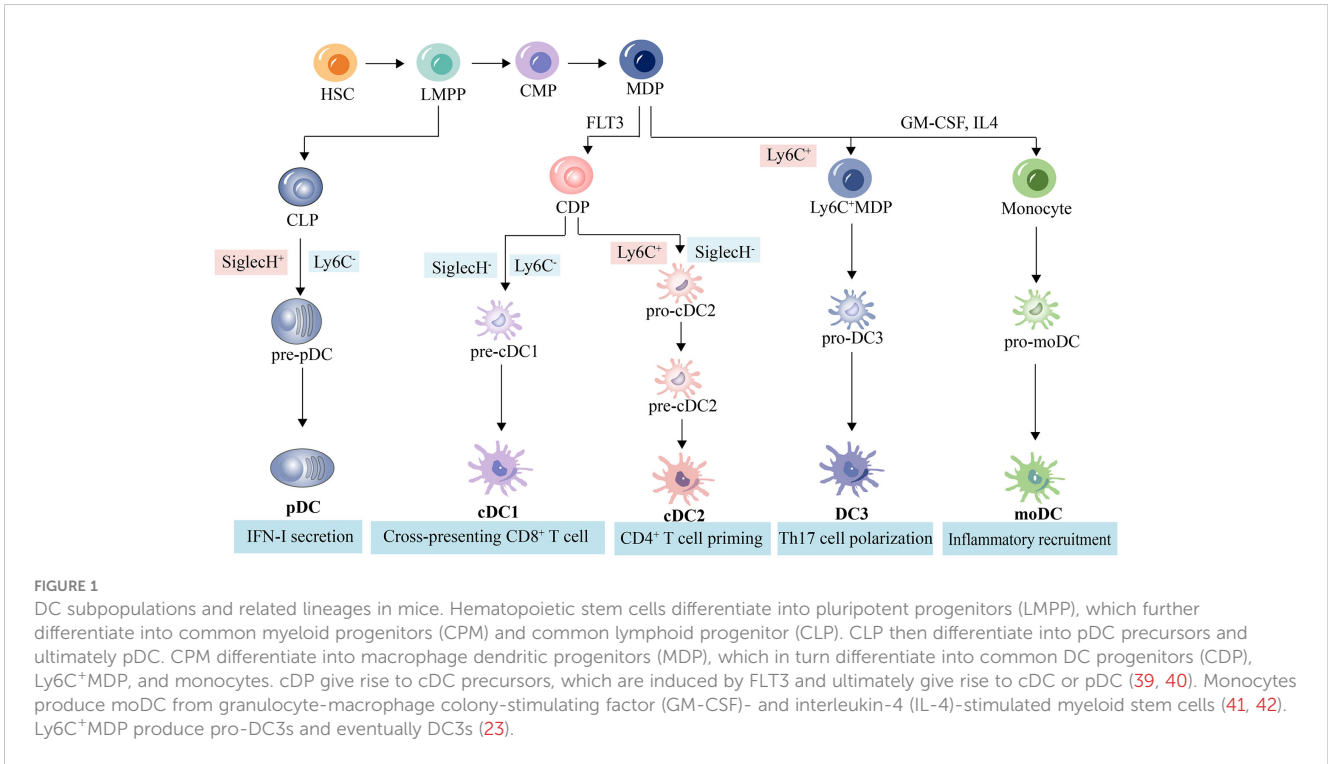 HSC
LMPP
CMP
MDP
FLT3
GM-CSF, IL4
Ly6C⁺
CLP
CDP
Ly6C⁺MDP
Monocyte
SiglecH⁺
Ly6C⁻
SiglecH⁻
Ly6C⁻
Ly6C⁺
SiglecH⁻
pre-pDC
pre-cDC1
pro-cDC2
pro-DC3
pro-moDC
pre-cDC2
pDC
cDC1
cDC2
DC3
moDC
IFN-I secretion
Cross-presenting CD8⁺ T cell
CD4⁺ T cell priming
Th17 cell polarization
Inflammatory recruitment
FIGURE 1
DC subpopulations and related lineages in mice. Hematopoietic stem cells differentiate into pluripotent progenitors (LMPP), which further
differentiate into common myeloid progenitors (CPM) and common lymphoid progenitor (CLP). CLP then differentiate into pDC precursors and
ultimately pDC. CPM differentiate into macrophage dendritic progenitors (MDP), which in turn differentiate into common DC progenitors (CDP),
Ly6C⁺MDP, and monocytes. cDP give rise to cDC precursors, which are induced by FLT3 and ultimately give rise to cDC or pDC (39, 40). Monocytes
produce moDC from granulocyte-macrophage colony-stimulating factor (GM-CSF)- and interleukin-4 (IL-4)-stimulated myeloid stem cells (41, 42).
Ly6C⁺MDP produce pro-DC3s and eventually DC3s (23).